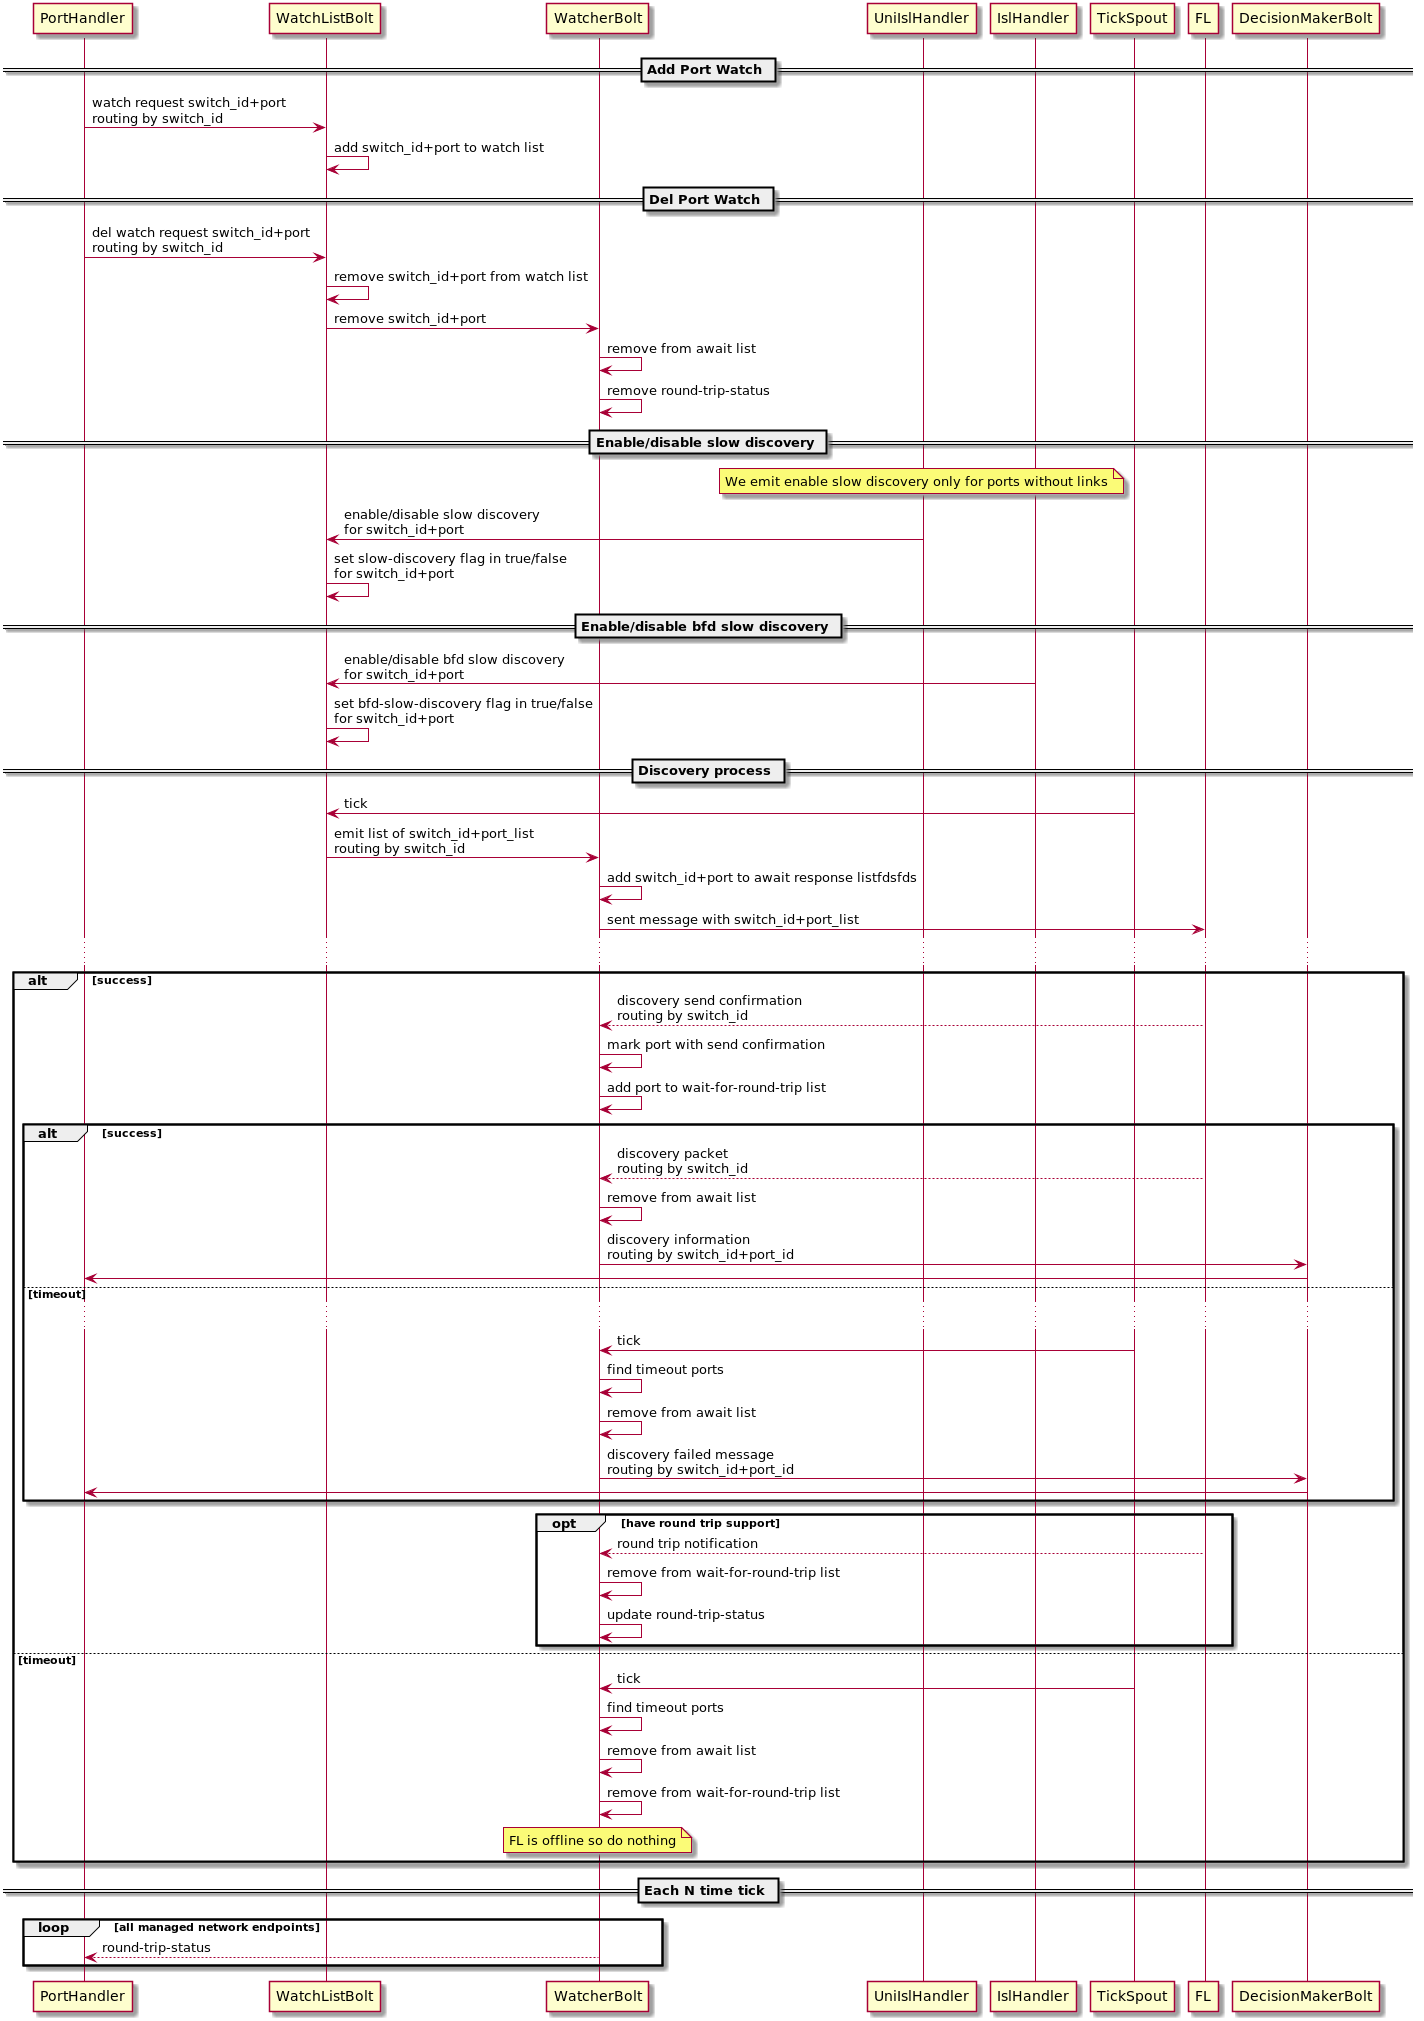 PortHandler WatchListBolt WatcherBolt UniIslHandler IslHandler TickSpout FL DecisionMakerBolt
Add Port Watch
watch request switch_id+port
routing by switch_id
add switch_id+port to watch list
Del Port Watch
del watch request switch_id+port
routing by switch_id
remove switch_id+port from watch list
remove switch_id+port
remove from await list
remove round-trip-status
Enable/disable slow discovery
We emit enable slow discovery only for ports without links
enable/disable slow discovery
for switch_id+port
set slow-discovery flag in true/false
for switch_id+port
Enable/disable bfd slow discovery
enable/disable bfd slow discovery
for switch_id+port
set bfd-slow-discovery flag in true/false
for switch_id+port
Discovery process
tick
emit list of switch_id+port_list
routing by switch_id
add switch_id+port to await response listfdsfds
sent message with switch_id+port_list
alt [success]
discovery send confirmation
routing by switch_id
mark port with send confirmation
add port to wait-for-round-trip list
alt [success]
discovery packet
routing by switch_id
remove from await list
discovery information
routing by switch_id+port_id
[timeout]
tick
find timeout ports
remove from await list
discovery failed message
routing by switch_id+port_id
opt [have round trip support]
round trip notification
remove from wait-for-round-trip list
update round-trip-status
[timeout]
tick
find timeout ports
remove from await list
remove from wait-for-round-trip list
FL is offline so do nothing
Each N time tick
loop [all managed network endpoints]
round-trip-status
PortHandler WatchListBolt WatcherBolt UniIslHandler IslHandler TickSpout FL DecisionMakerBolt